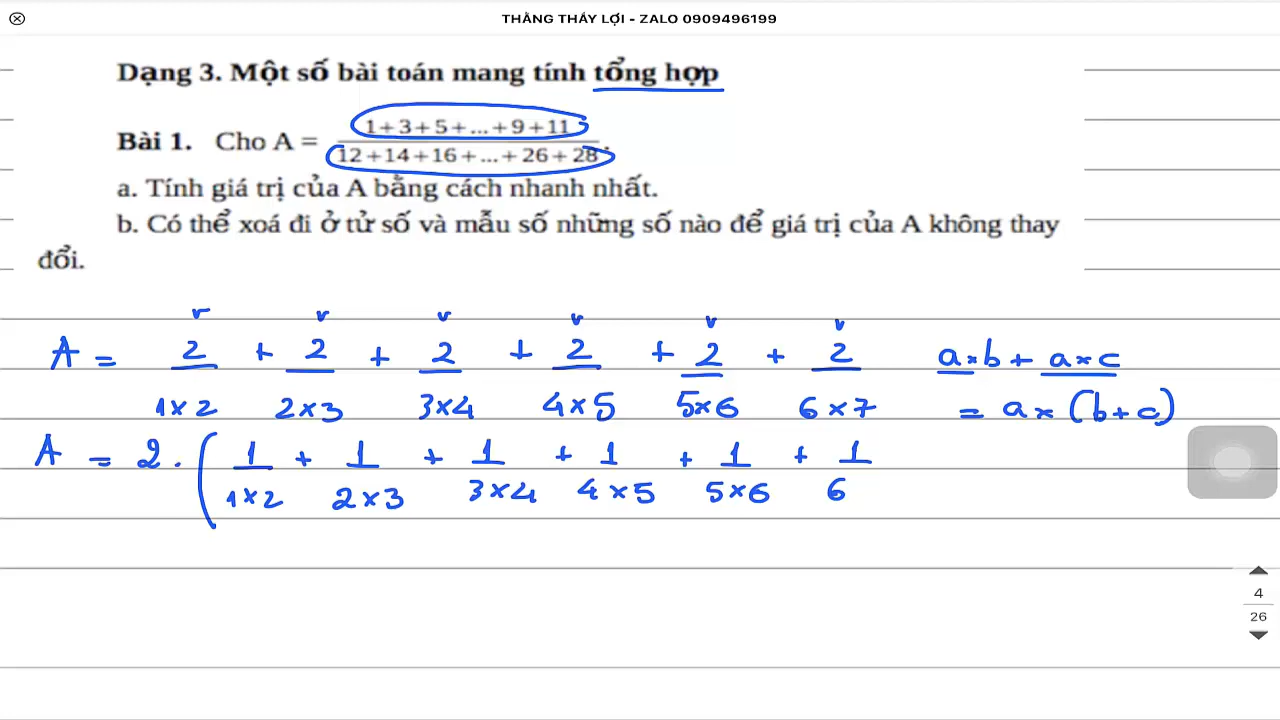 THẰNG THẦY LỢI - ZALO 0909496199
Dạng 3. Một số bài toán mang tính tổng hợp
Bài 1. Cho A = 1+3+5+...+9+11 / 12+14+16+...+26+28.
a. Tính giá trị của A bằng cách nhanh nhất.
b. Có thể xoá đi ở tử số và mẫu số những số nào để giá trị của A không thay
đổi.
A = 2/1×2 + 2/2×3 + 2/3×4 + 2/4×5 + 2/5×6 + 2/6×7 a×b + a×c
= a×(b+c)
A = 2.(1/1×2 + 1/2×3 + 1/3×4 + 1/4×5 + 1/5×6 + 1/6
4
26